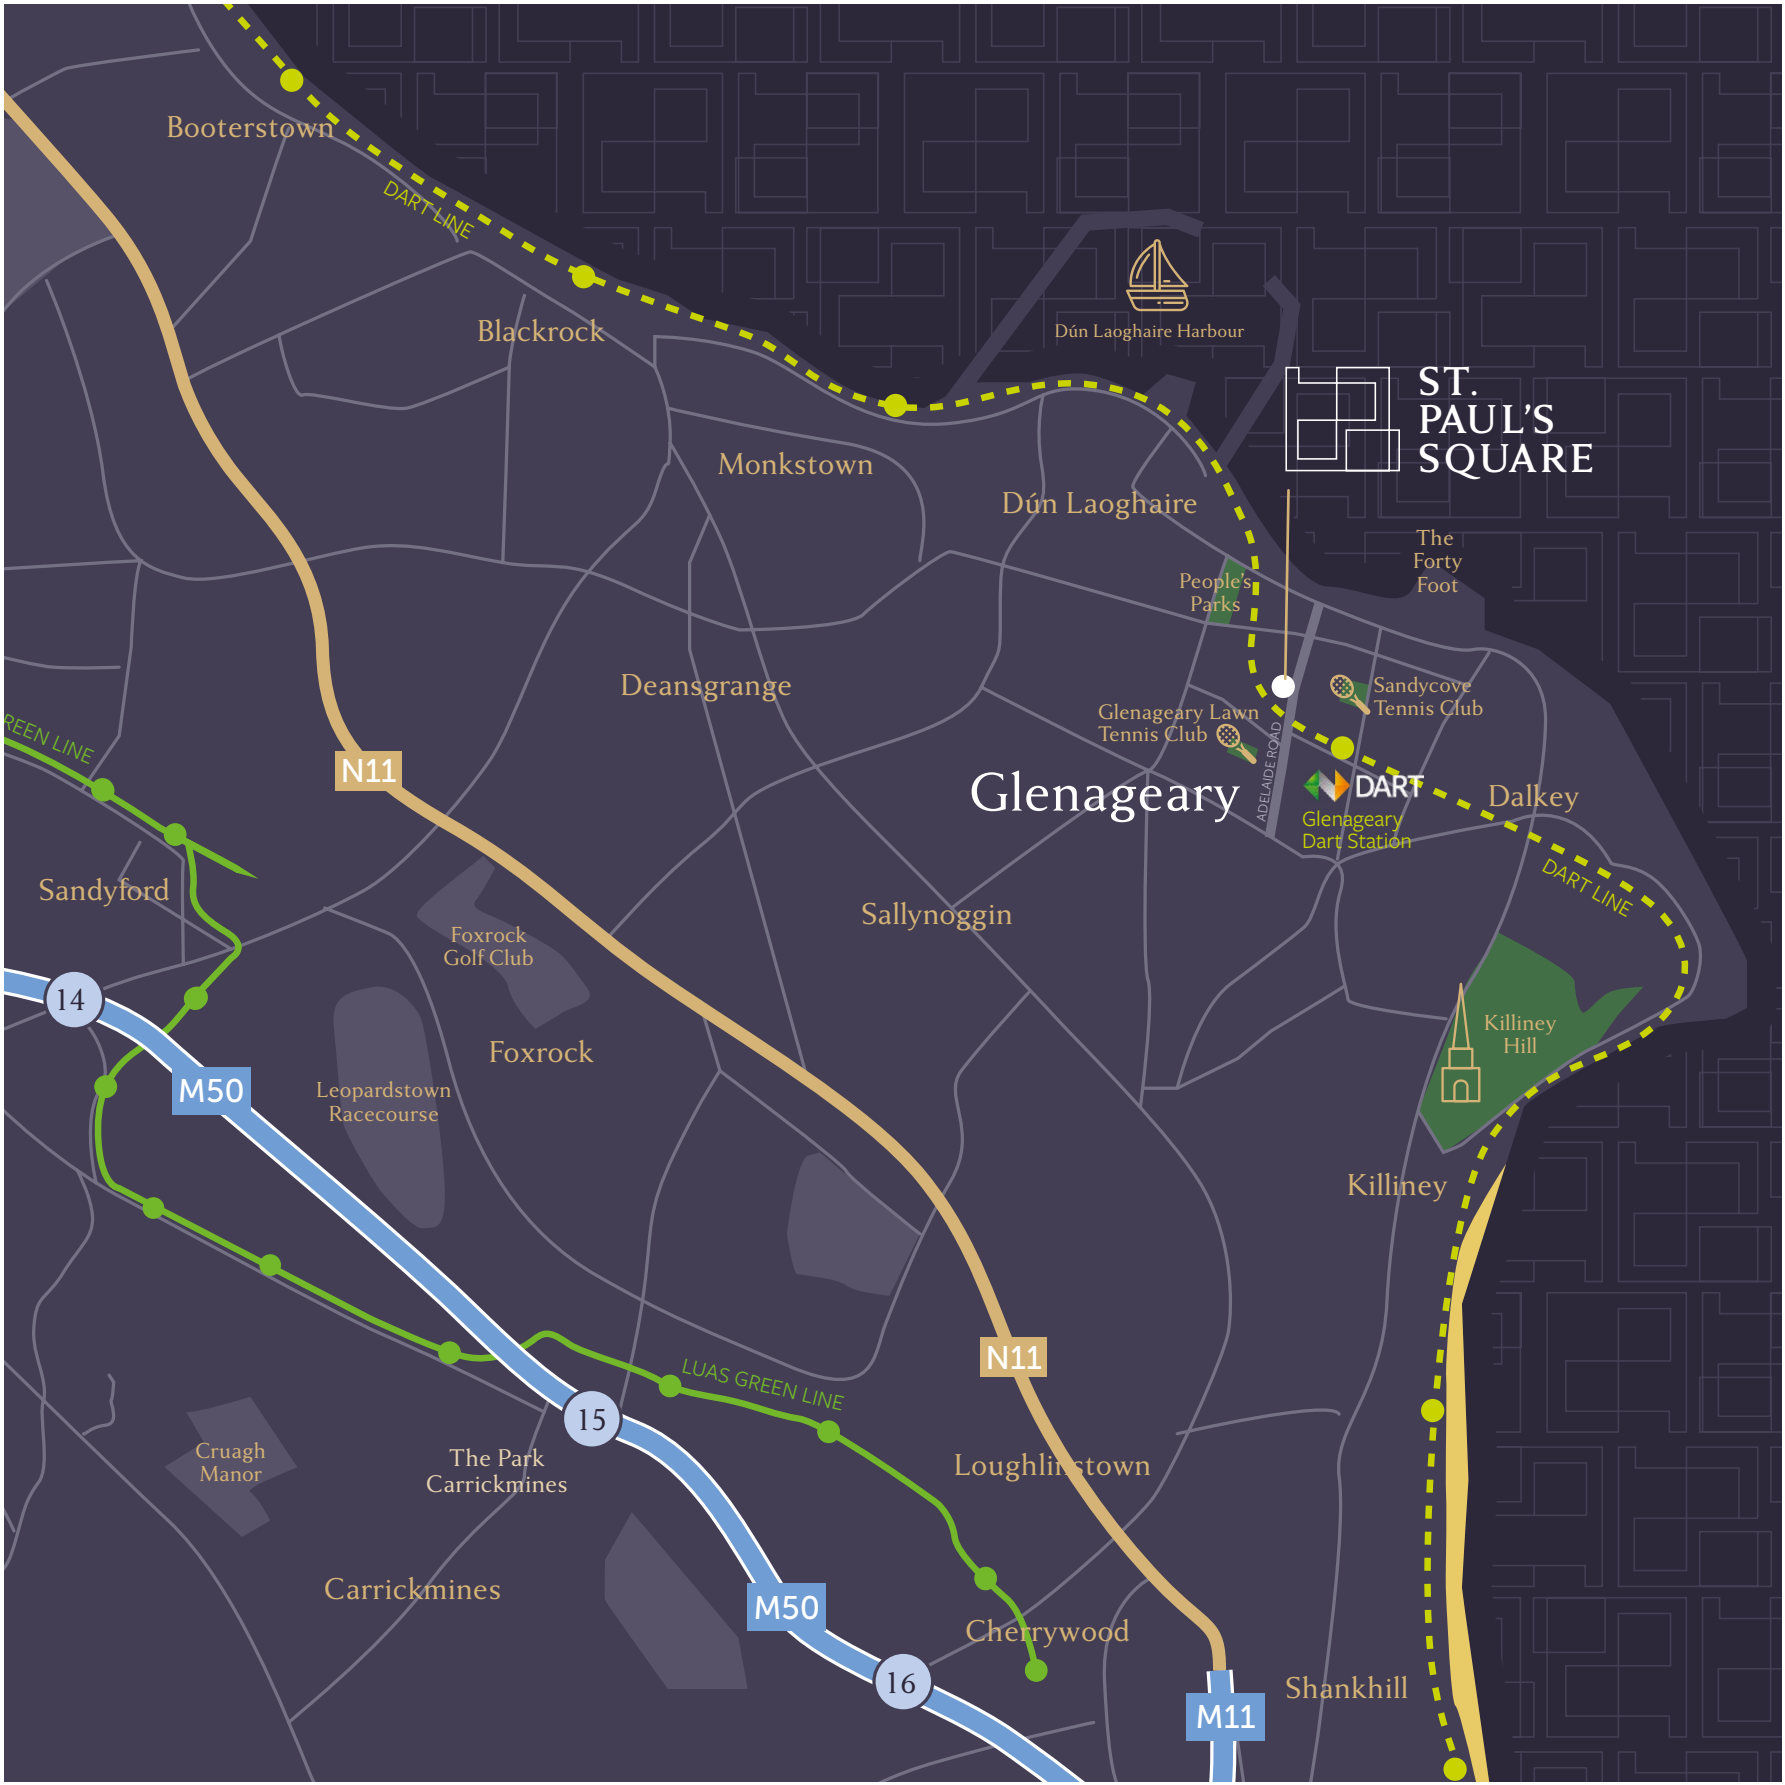 Booterstown
DART LINE
Blackrock
Dún Laoghaire Harbour
ST.
PAUL'S
SQUARE
Monkstown
Dún Laoghaire
The
Forty
Foot
People's
Parks
Deansgrange
Sandycove
Tennis Club
Glenageary Lawn
Tennis Club
REEN LINE
N11
ADELAIDE ROAD
Glenageary
DART
Dalkey
Glenageary
Dart Station
DART LINE
Sandyford
Sallynoggin
Foxrock
Golf Club
14
Killiney
Hill
Foxrock
M50
Leopardstown
Racecourse
Killiney
N11
LUAS GREEN LINE
15
Cruagh
Manor
The Park
Carrickmines
Loughlinstown
Carrickmines
M50
Cherrywood
16
Shankhill
M11